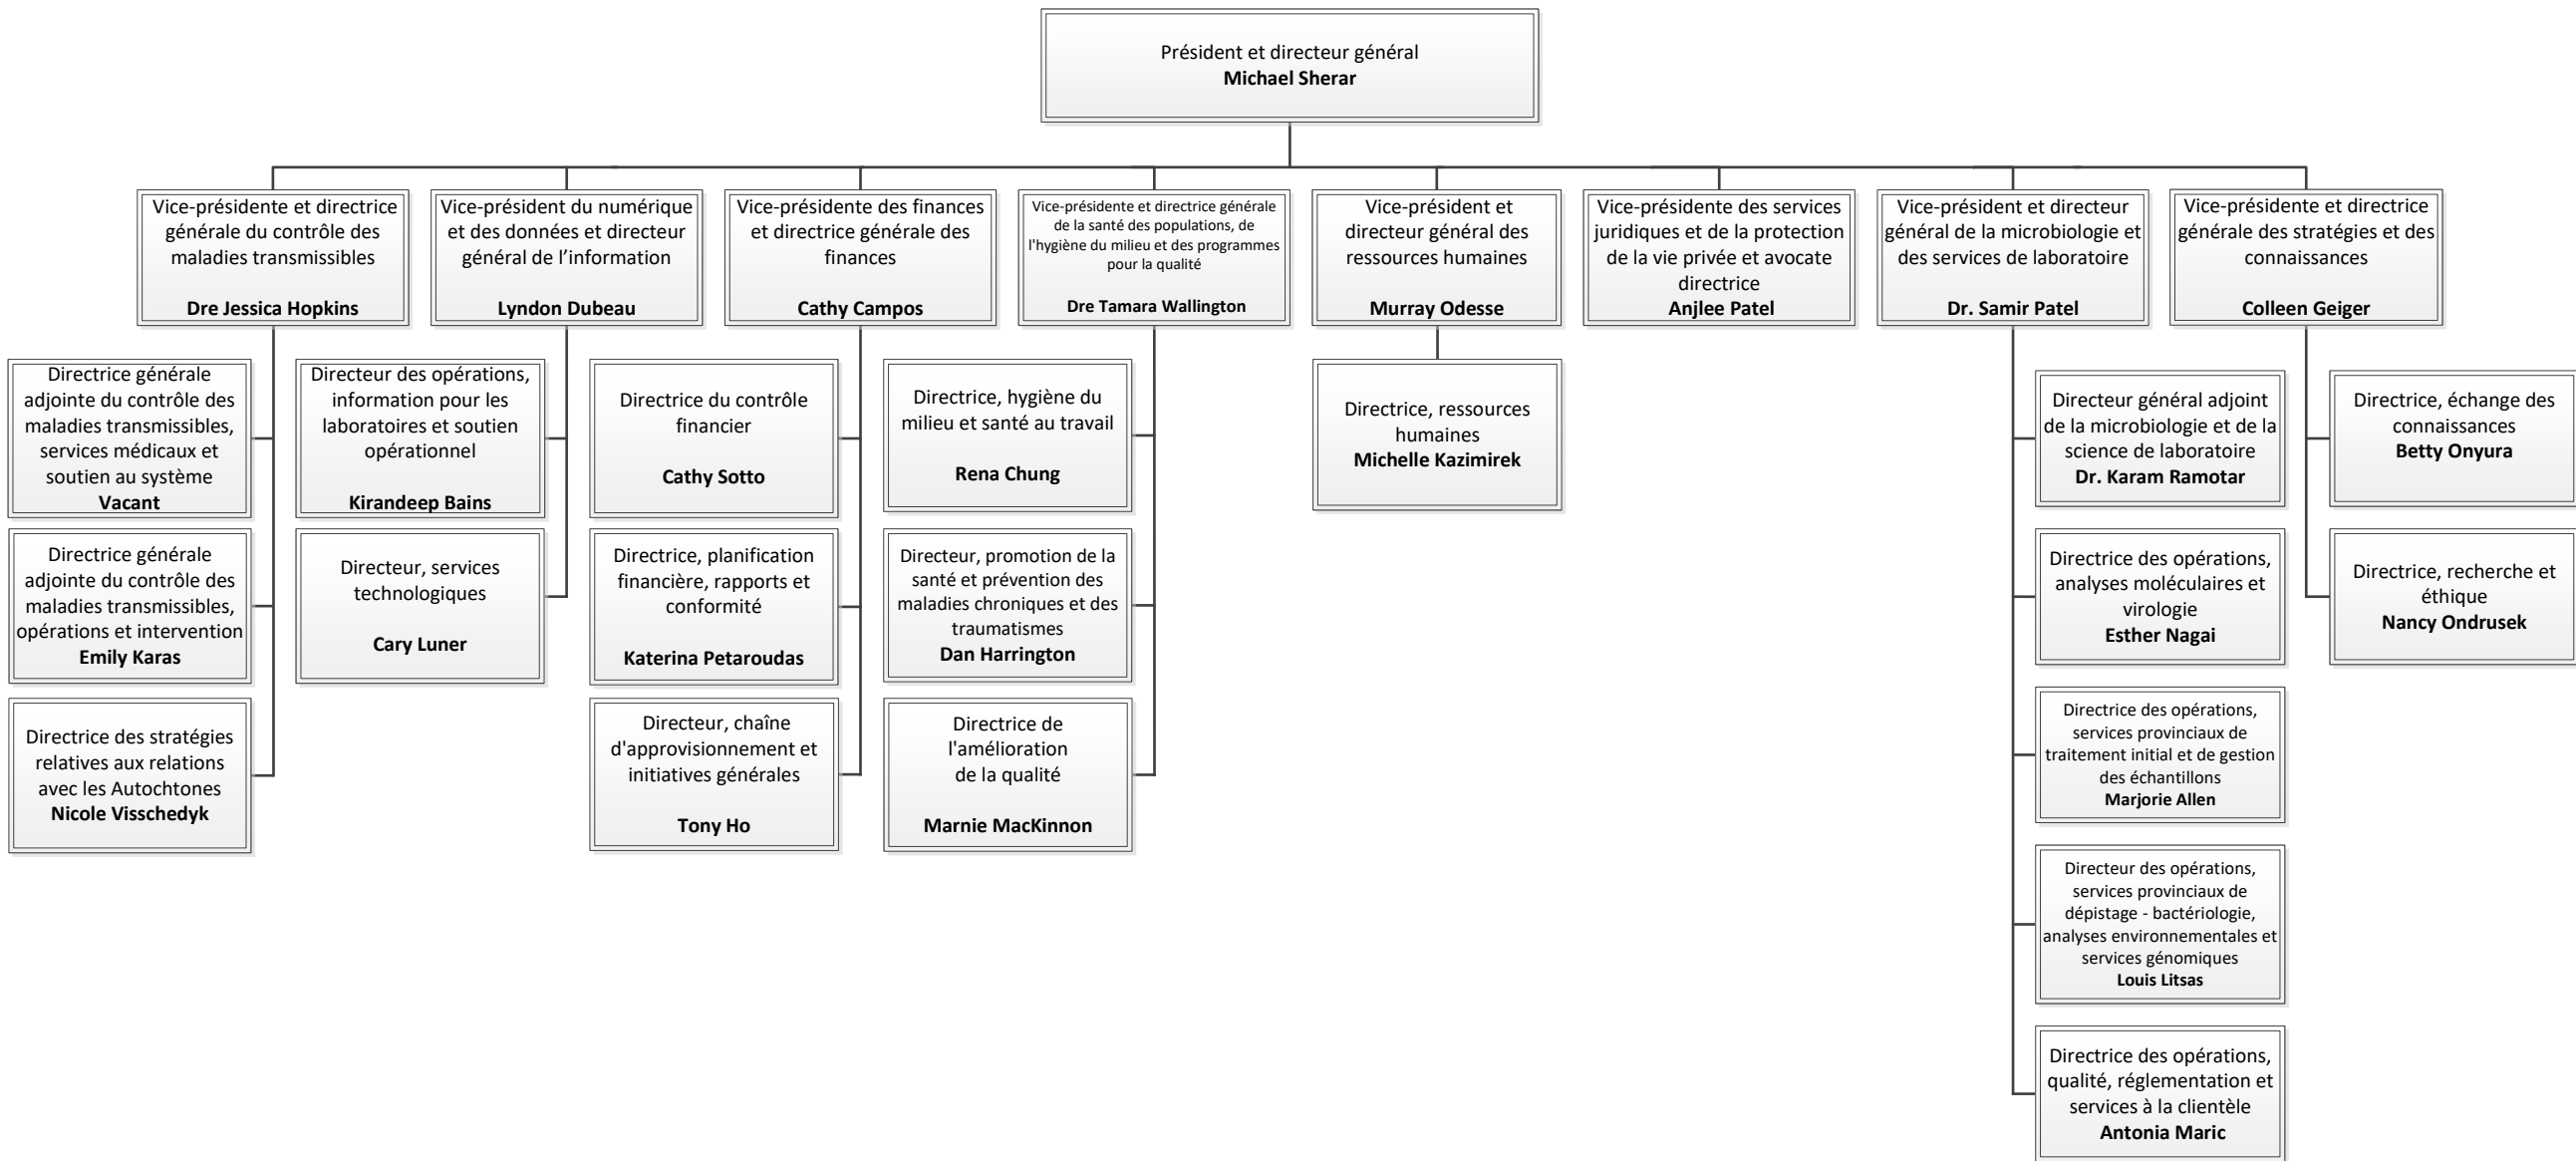 Président et directeur général
Michael Sherar
Vice-présidente et directrice
générale du contrôle des
maladies transmissibles
Dre Jessica Hopkins
Vice-président du numérique
et des données et directeur
général de l’information
Lyndon Dubeau
Vice-présidente des finances
et directrice générale des
finances
Cathy Campos
Vice-présidente et directrice générale
de la santé des populations, de
l'hygiène du milieu et des programmes
pour la qualité
Dre Tamara Wallington
Vice-président et
directeur général des
ressources humaines
Murray Odesse
Vice-présidente des services
juridiques et de la protection
de la vie privée et avocate
directrice
Anjlee Patel
Vice-président et directeur
général de la microbiologie et
des services de laboratoire
Dr. Samir Patel
Vice-présidente et directrice
générale des stratégies et des
connaissances
Colleen Geiger
Directrice générale
adjointe du contrôle des
maladies transmissibles,
services médicaux et
soutien au système
Vacant
Directrice générale
adjointe du contrôle des
maladies transmissibles,
opérations et intervention
Emily Karas
Directrice des stratégies
relatives aux relations
avec les Autochtones
Nicole Visschedyk
Directeur des opérations,
information pour les
laboratoires et soutien
opérationnel
Kirandeep Bains
Directeur, services
technologiques
Cary Luner
Directrice du contrôle
financier
Cathy Sotto
Directrice, planification
financière, rapports et
conformité
Katerina Petaroudas
Directeur, chaîne
d'approvisionnement et
initiatives générales
Tony Ho
Directrice, hygiène du
milieu et santé au travail
Rena Chung
Directeur, promotion de la
santé et prévention des
maladies chroniques et des
traumatismes
Dan Harrington
Directrice de
l'amélioration
de la qualité
Marnie MacKinnon
Directrice, ressources
humaines
Michelle Kazimirek
Directeur général adjoint
de la microbiologie et de la
science de laboratoire
Dr. Karam Ramotar
Directrice des opérations,
analyses moléculaires et
virologie
Esther Nagai
Directrice des opérations,
services provinciaux de
traitement initial et de gestion
des échantillons
Marjorie Allen
Directeur des opérations,
services provinciaux de
dépistage - bactériologie,
analyses environnementales et
services génomiques
Louis Litsas
Directrice des opérations,
qualité, réglementation et
services à la clientèle
Antonia Maric
Directrice, échange des
connaissances
Betty Onyura
Directrice, recherche et
éthique
Nancy Ondrusek